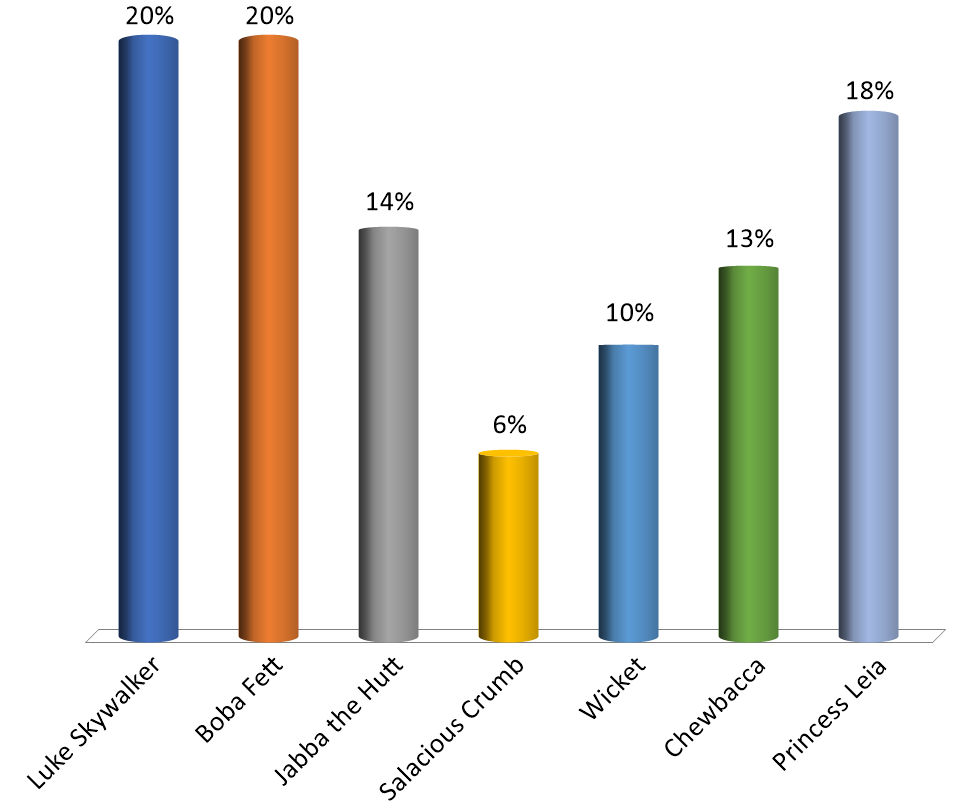 20%
20%
18%
14%
13%
10%
6%
Luke Skywalker
Boba Fett
Jabba the Hutt
Salacious Crumb
Wicket
Chewbacca
Princess Leia